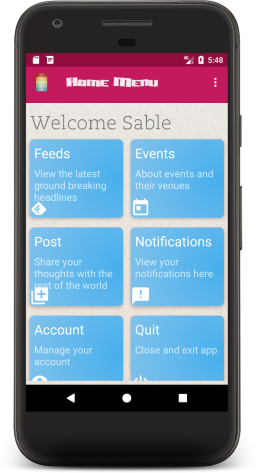 5:48
Home Menu
Welcome Sable
Feeds
View the latest
ground breaking
headlines
Events
About events and
their venues
Post
Share your
thoughts with the
rest of the world
Notifications
View your
notifications here
Account
Manage your
account
Quit
Close and exit app